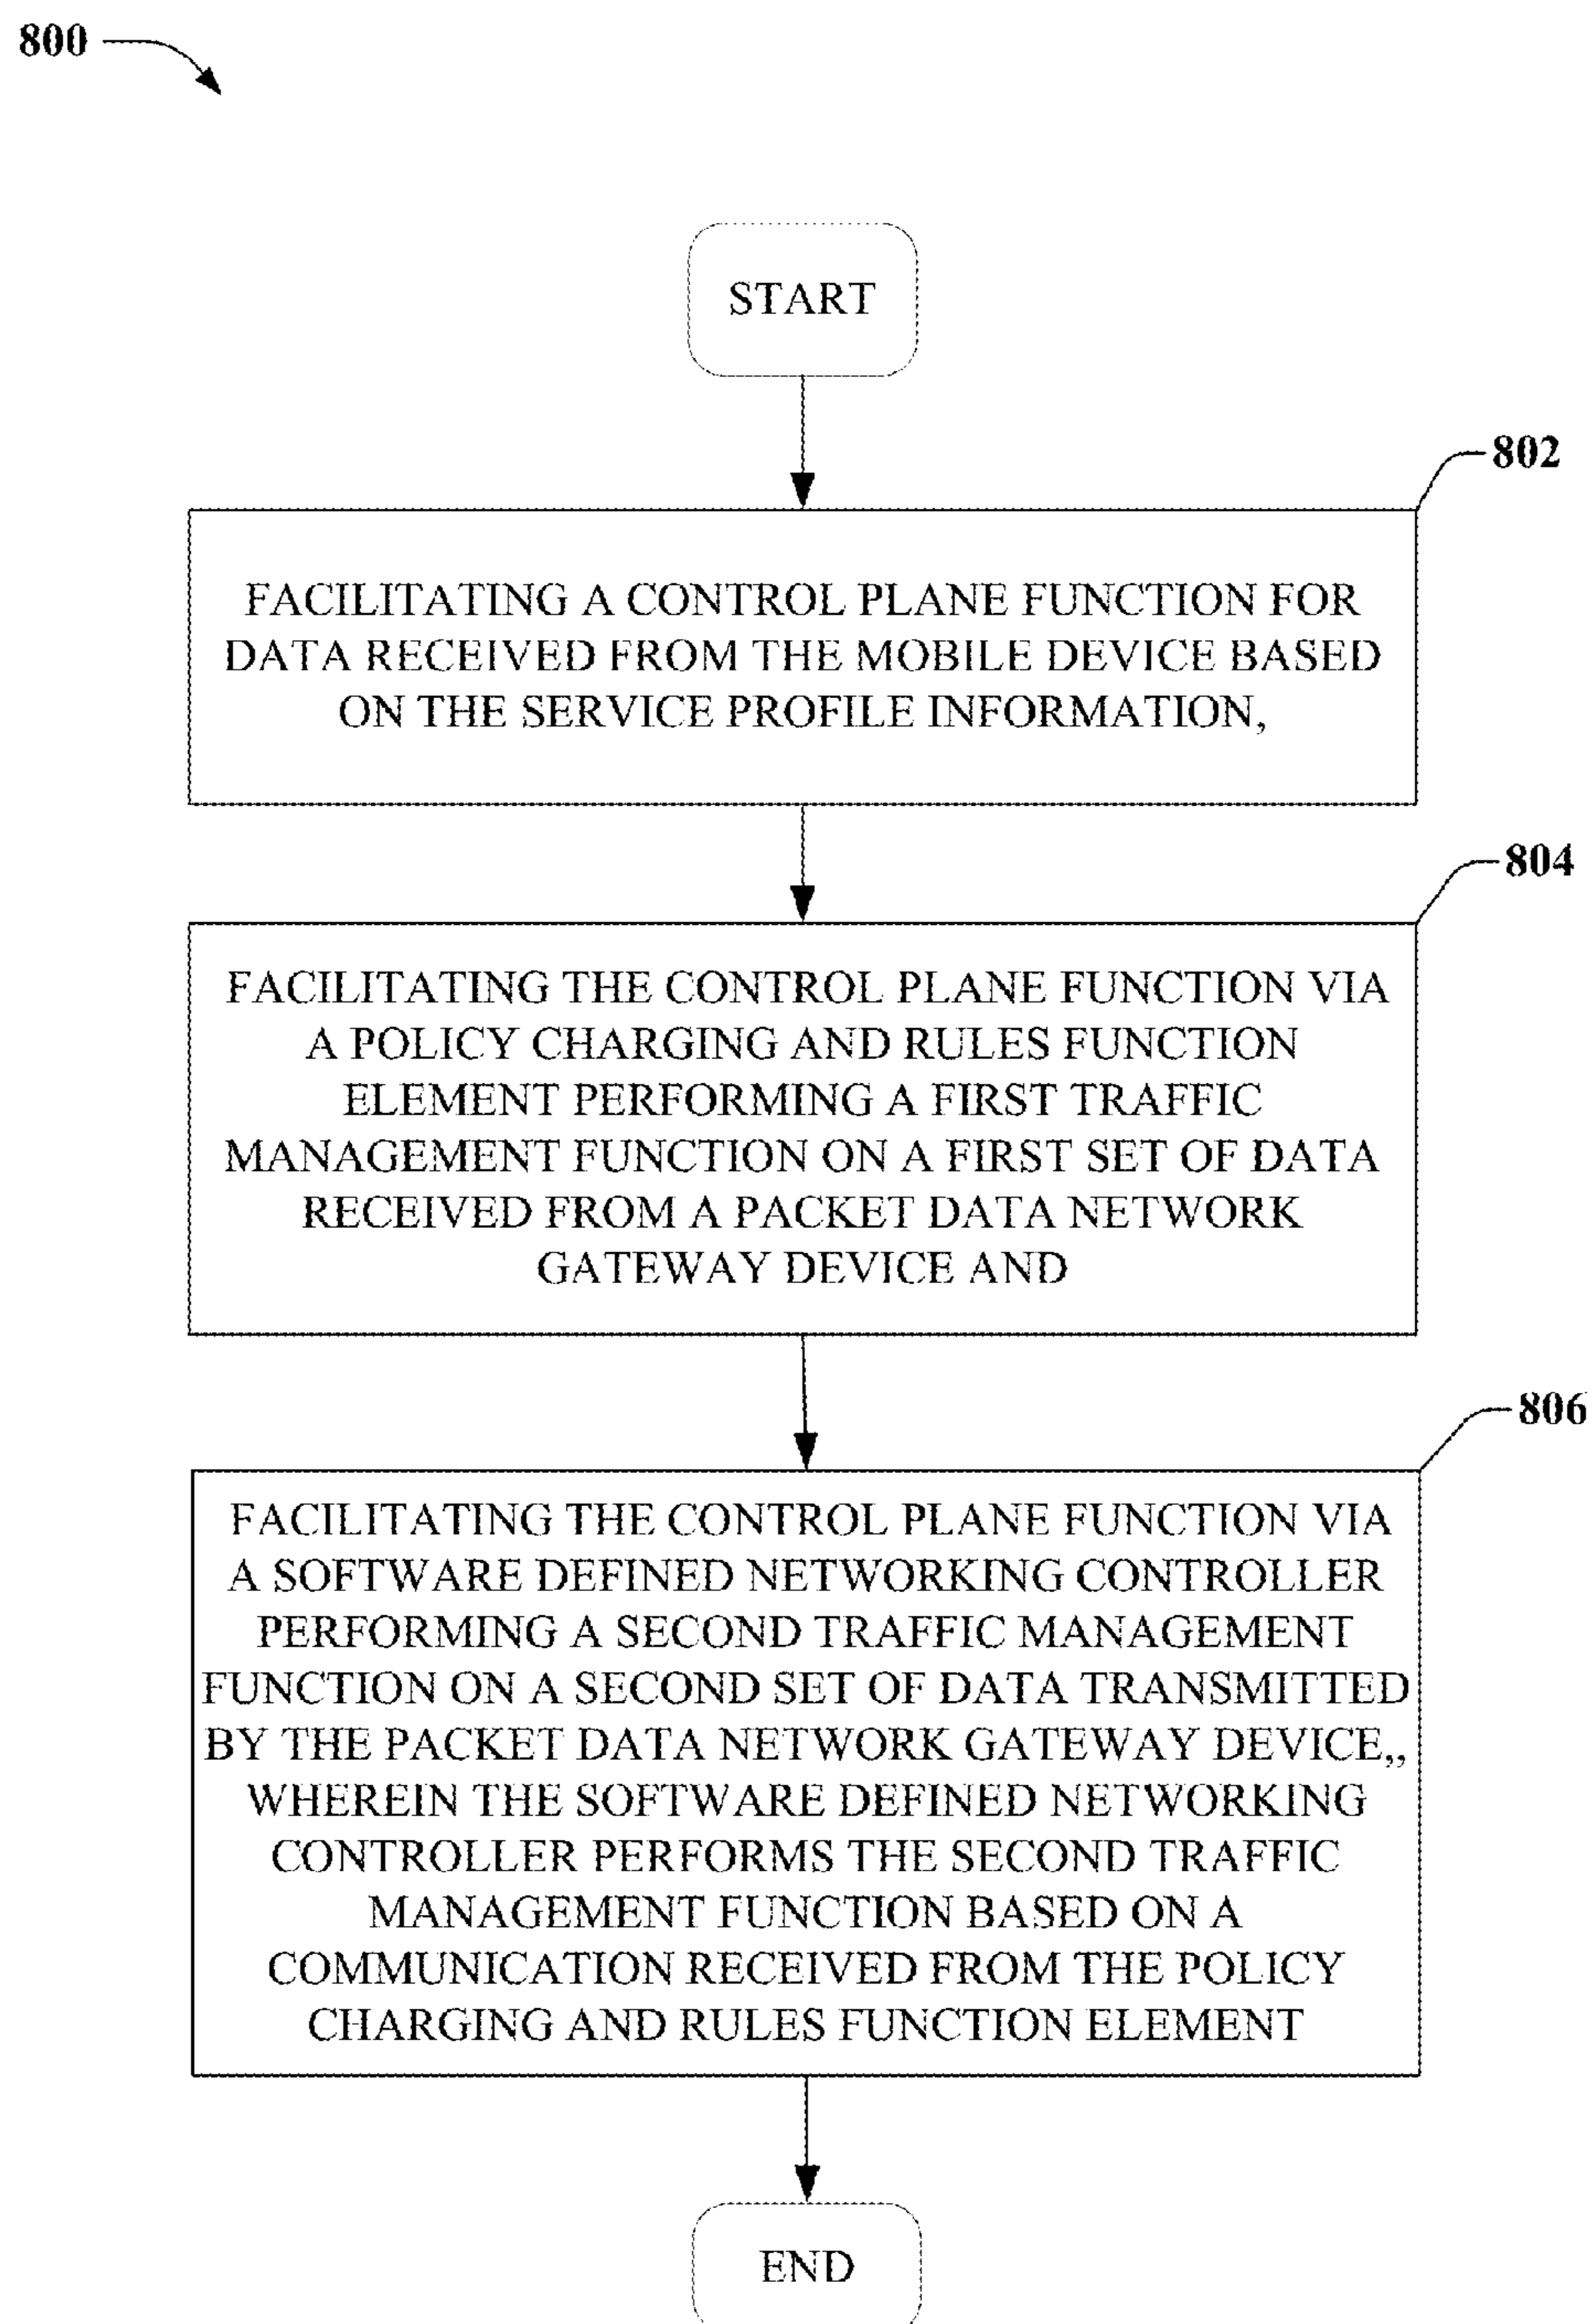 800
START
802
FACILITATING A CONTROL PLANE FUNCTION FOR
DATA RECEIVED FROM THE MOBILE DEVICE BASED
ON THE SERVICE PROFILE INFORMATION,
804
FACILITATING THE CONTROL PLANE FUNCTION VIA
A POLICY CHARGING AND RULES FUNCTION
ELEMENT PERFORMING A FIRST TRAFFIC
MANAGEMENT FUNCTION ON A FIRST SET OF DATA
RECEIVED FROM A PACKET DATA NETWORK
GATEWAY DEVICE AND
806
FACILITATING THE CONTROL PLANE FUNCTION VIA
A SOFTWARE DEFINED NETWORKING CONTROLLER
PERFORMING A SECOND TRAFFIC MANAGEMENT
FUNCTION ON A SECOND SET OF DATA TRANSMITTED
BY THE PACKET DATA NETWORK GATEWAY DEVICE,,
WHEREIN THE SOFTWARE DEFINED NETWORKING
CONTROLLER PERFORMS THE SECOND TRAFFIC
MANAGEMENT FUNCTION BASED ON A
COMMUNICATION RECEIVED FROM THE POLICY
CHARGING AND RULES FUNCTION ELEMENT
END